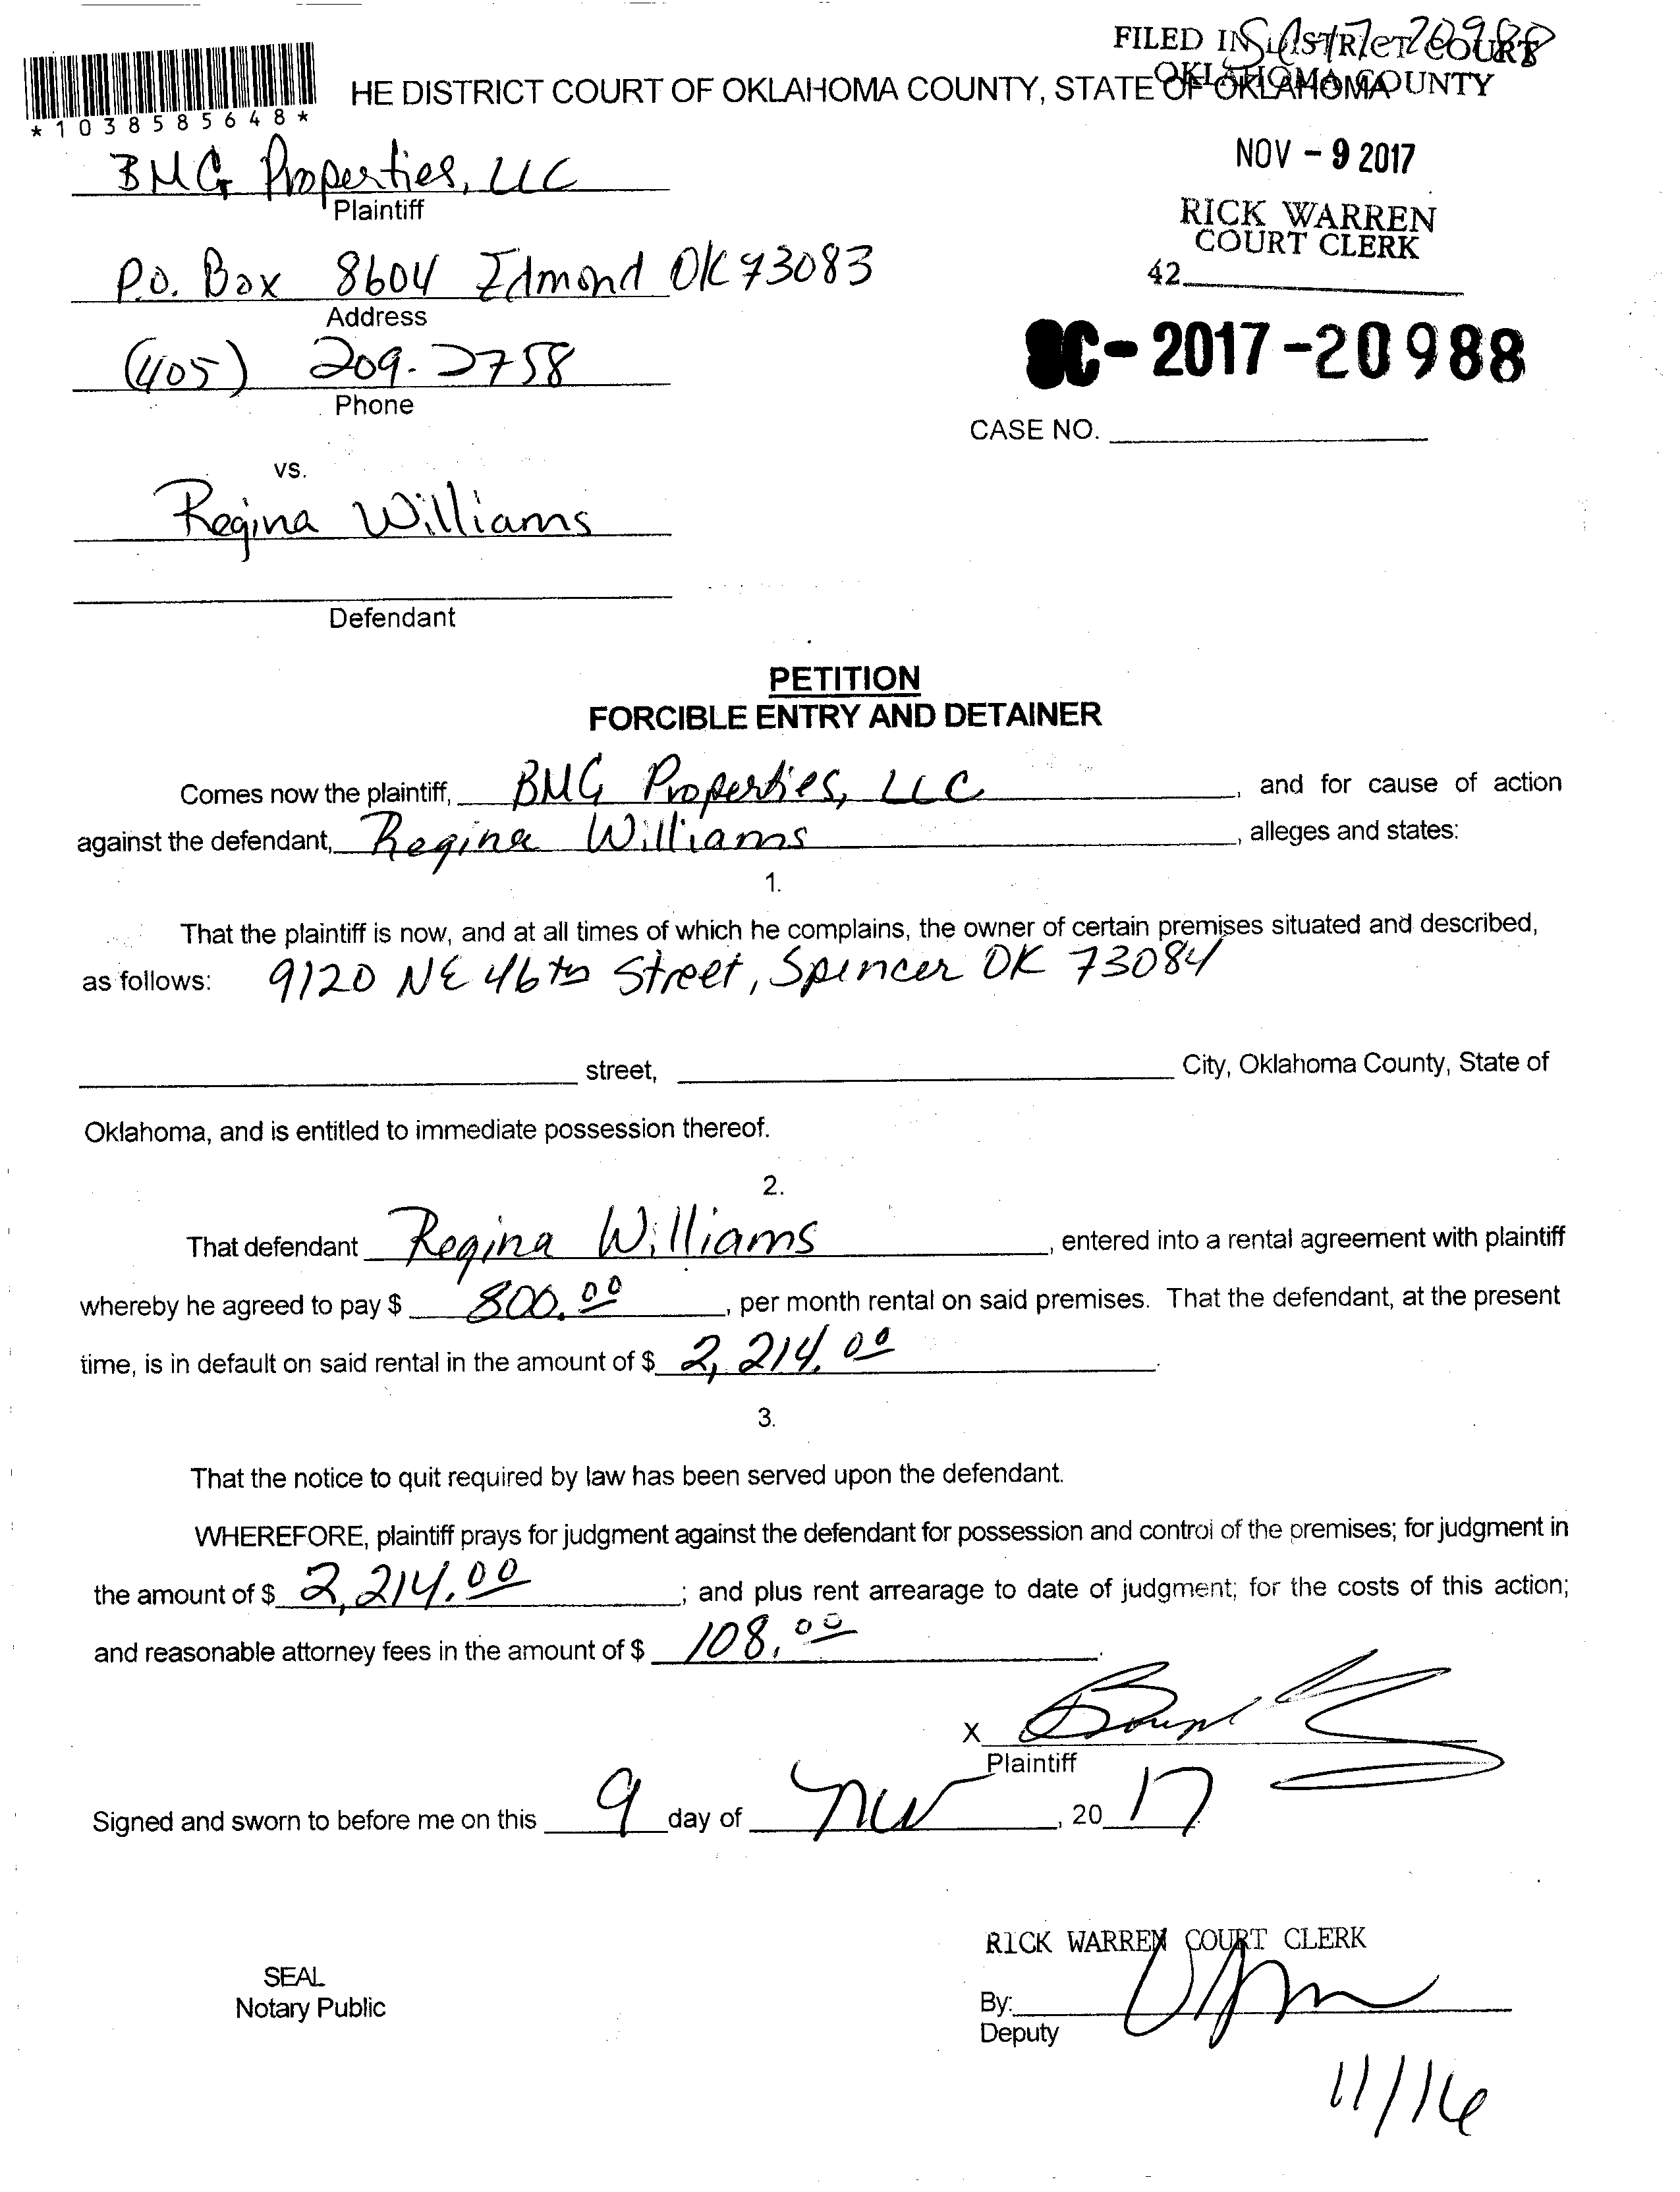 SC 17 20988
FILED IN DISTRICT COURT
OKLAHOMA COUNTY
HE DISTRICT COURT OF OKLAHOMA COUNTY, STATE OF OKLAHOMA
*1038585648*
NOV - 9 2017
BMG Properties, LLC
Plaintiff
RICK WARREN
COURT CLERK
42
P.O. Box 8604 Edmond OK 73083
Address
SC - 2017 - 20988
(405) 209-2758
Phone
CASE NO.
vs.
Regina Williams
Defendant
PETITION
FORCIBLE ENTRY AND DETAINER
Comes now the plaintiff, BMG Properties, LLC, and for cause of action
against the defendant, Regina Williams, alleges and states:
1.
That the plaintiff is now, and at all times of which he complains, the owner of certain premises situated and described,
as follows: 9120 NE 46th Street, Spencer OK 73084
street, City, Oklahoma County, State of
Oklahoma, and is entitled to immediate possession thereof.
2.
That defendant Regina Williams, entered into a rental agreement with plaintiff
whereby he agreed to pay $ 800.00, per month rental on said premises. That the defendant, at the present
time, is in default on said rental in the amount of $ 2,214.00.
3.
That the notice to quit required by law has been served upon the defendant.
WHEREFORE, plaintiff prays for judgment against the defendant for possession and control of the premises; for judgment in
the amount of $ 2,214.00; and plus rent arrearage to date of judgment; for the costs of this action;
and reasonable attorney fees in the amount of $ 108.00.
X
Plaintiff
Signed and sworn to before me on this 9 day of Nov, 20 17
RICK WARREN COURT CLERK
SEAL
Notary Public
By:
Deputy
11/16